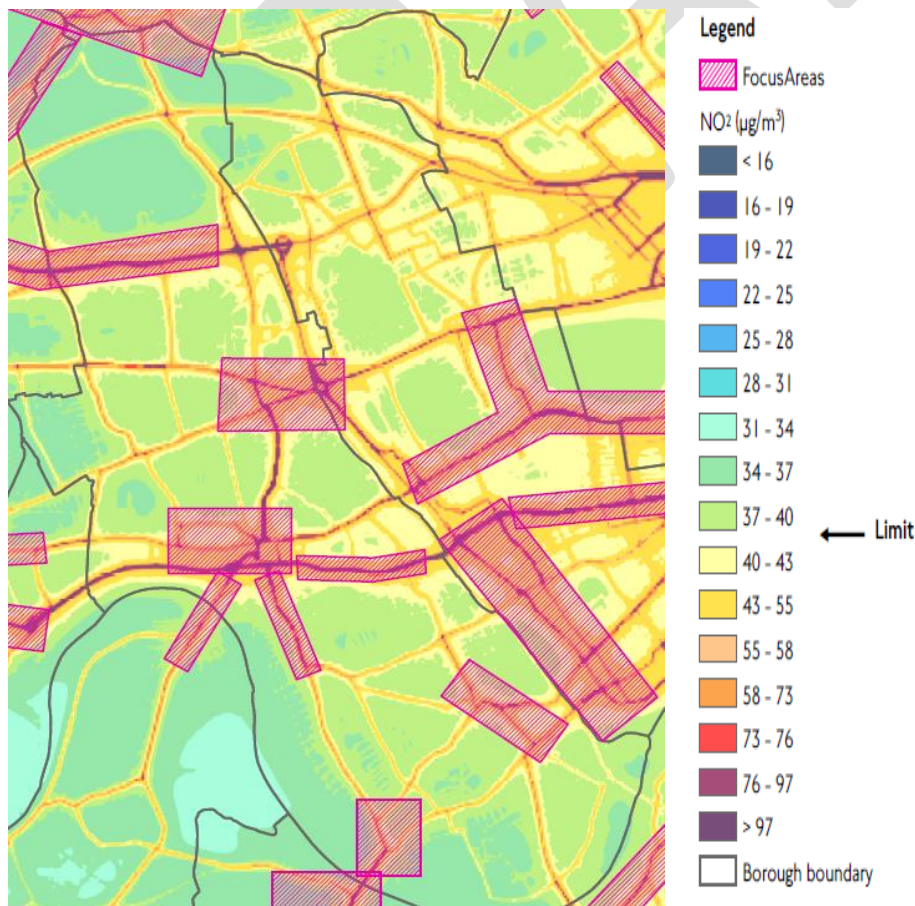 Legend
FocusAreas
NO² (µg/m³)
< 16
16 - 19
19 - 22
22 - 25
25 - 28
28 - 31
31 - 34
34 - 37
37 - 40
Limit
40 - 43
43 - 55
55 - 58
58 - 73
73 - 76
76 - 97
> 97
Borough boundary